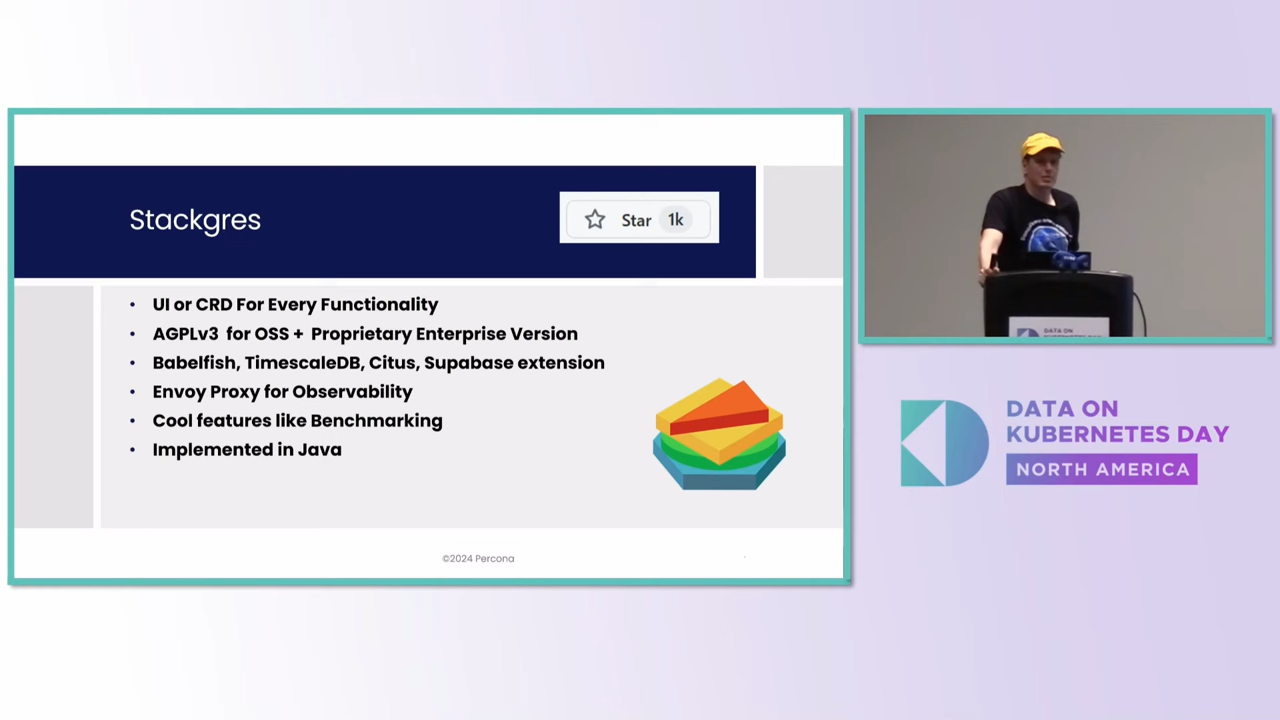 Stackgres
Star 1k
UI or CRD For Every Functionality
AGPLv3 for OSS + Proprietary Enterprise Version
Babelfish, TimescaleDB, Citus, Supabase extension
Envoy Proxy for Observability
Cool features like Benchmarking
Implemented in Java
©2024 Percona
DATA ON
DATA ON
KUBERNETES DAY
NORTH AMERICA